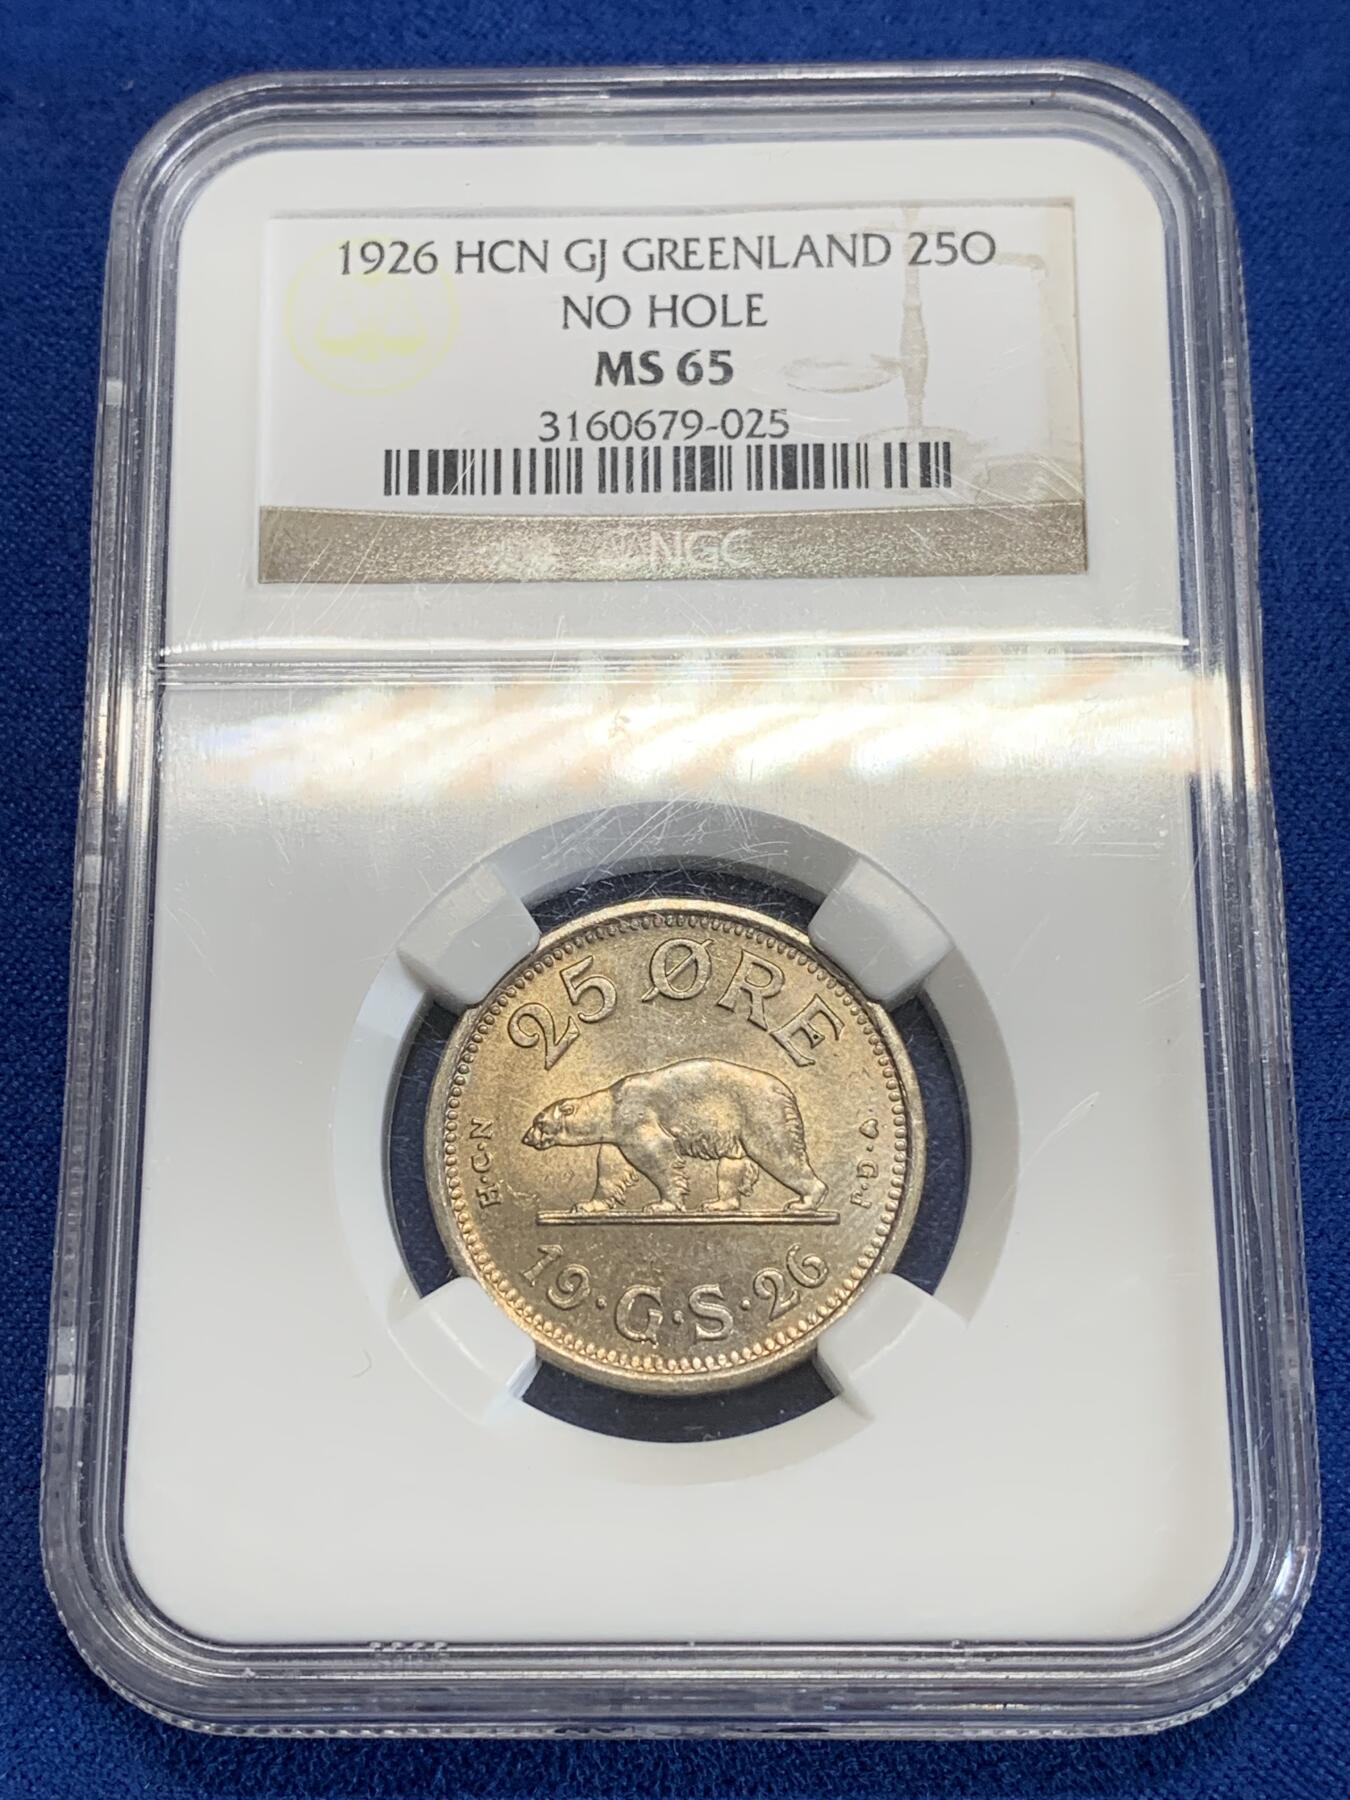 1926 HCN GJ GREENLAND 25O
NO HOLE
MS 65
3160679-025
NGC
25 ØRE
H·C·N
♥·G·J
19·G·S·26